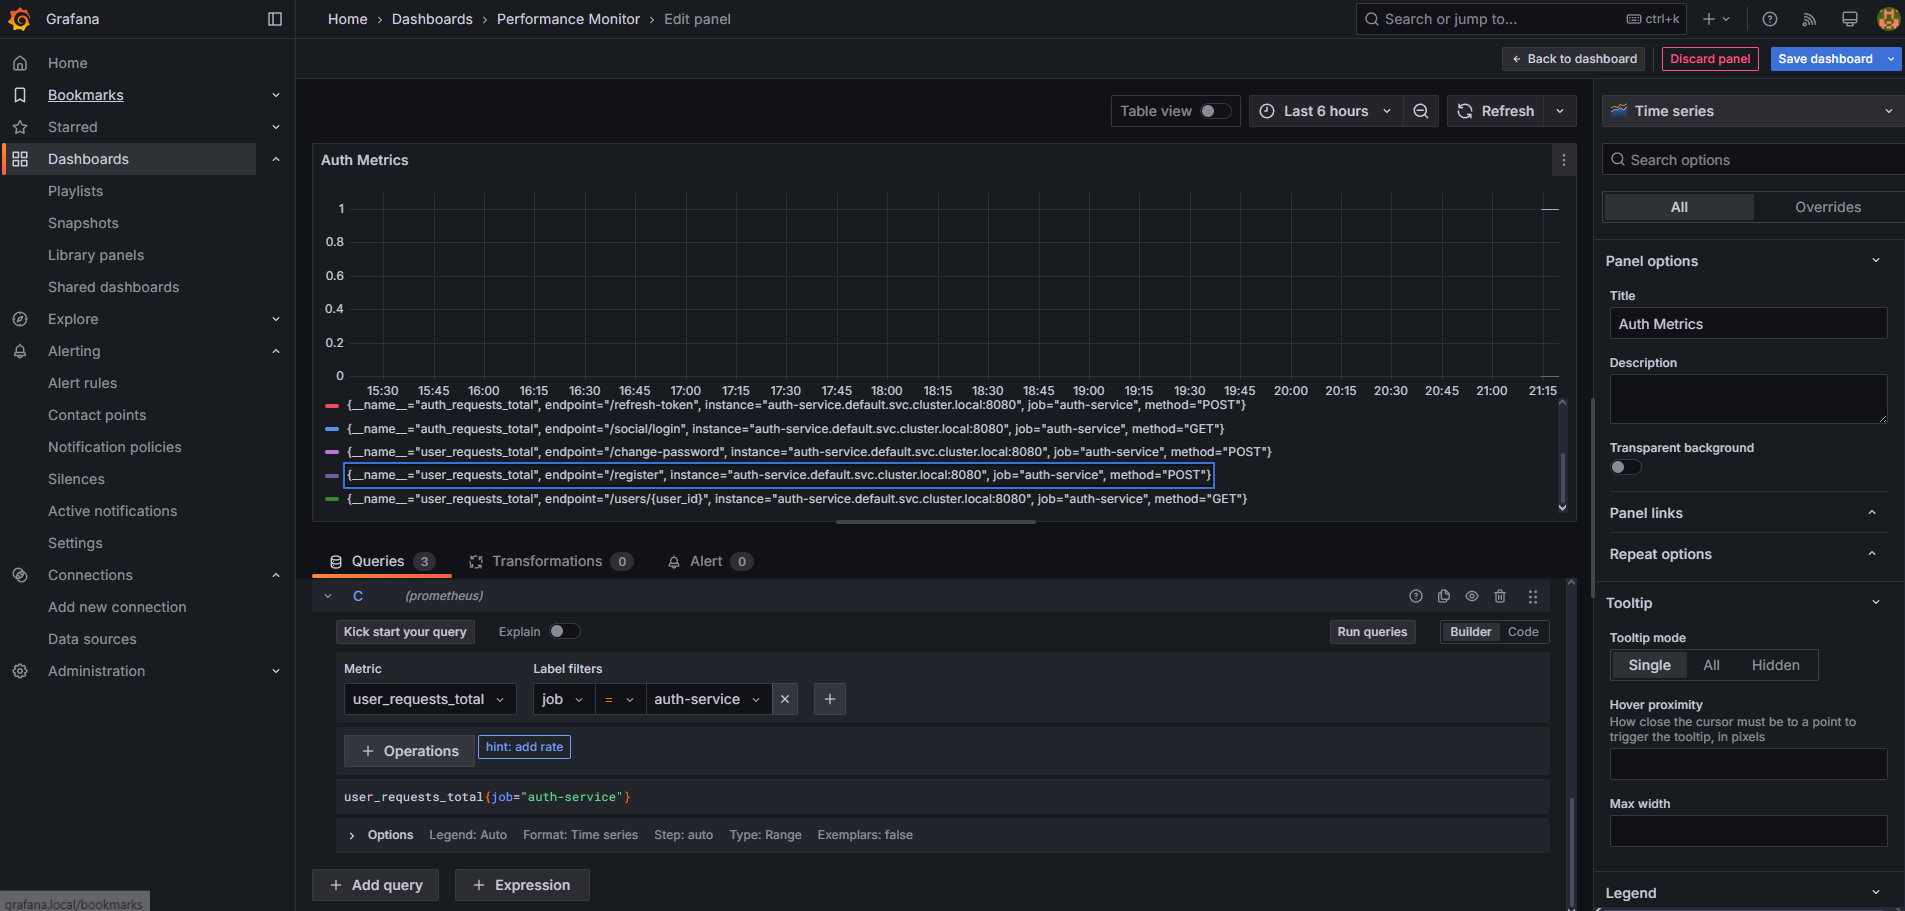 Grafana
Home › Dashboards › Performance Monitor › Edit panel
Search or jump to... ctrl+k
Back to dashboard
Discard panel
Save dashboard
Home
Bookmarks
Starred
Dashboards
Playlists
Snapshots
Library panels
Shared dashboards
Explore
Alerting
Alert rules
Contact points
Notification policies
Silences
Active notifications
Settings
Connections
Add new connection
Data sources
Administration
grafana.local/bookmarks
Table view
Last 6 hours
Refresh
Auth Metrics
1
0.8
0.6
0.4
0.2
0
15:30 15:45 16:00 16:15 16:30 16:45 17:00 17:15 17:30 17:45 18:00 18:15 18:30 18:45 19:00 19:15 19:30 19:45 20:00 20:15 20:30 20:45 21:00 21:15
{__name__="auth_requests_total", endpoint="/refresh-token", instance="auth-service.default.svc.cluster.local:8080", job="auth-service", method="POST"}
{__name__="auth_requests_total", endpoint="/social/login", instance="auth-service.default.svc.cluster.local:8080", job="auth-service", method="GET"}
{__name__="user_requests_total", endpoint="/change-password", instance="auth-service.default.svc.cluster.local:8080", job="auth-service", method="POST"}
{__name__="user_requests_total", endpoint="/register", instance="auth-service.default.svc.cluster.local:8080", job="auth-service", method="POST"}
{__name__="user_requests_total", endpoint="/users/{user_id}", instance="auth-service.default.svc.cluster.local:8080", job="auth-service", method="GET"}
Queries 3
Transformations 0
Alert 0
C (prometheus)
Kick start your query
Explain
Run queries
Builder Code
Metric
Label filters
user_requests_total
job = auth-service
+ Operations
hint: add rate
user_requests_total{job="auth-service"}
Options Legend: Auto Format: Time series Step: auto Type: Range Exemplars: false
+ Add query
+ Expression
Time series
Search options
All Overrides
Panel options
Title
Auth Metrics
Description
Transparent background
Panel links
Repeat options
Tooltip
Tooltip mode
Single All Hidden
Hover proximity
How close the cursor must be to a point to
trigger the tooltip, in pixels
Max width
Legend